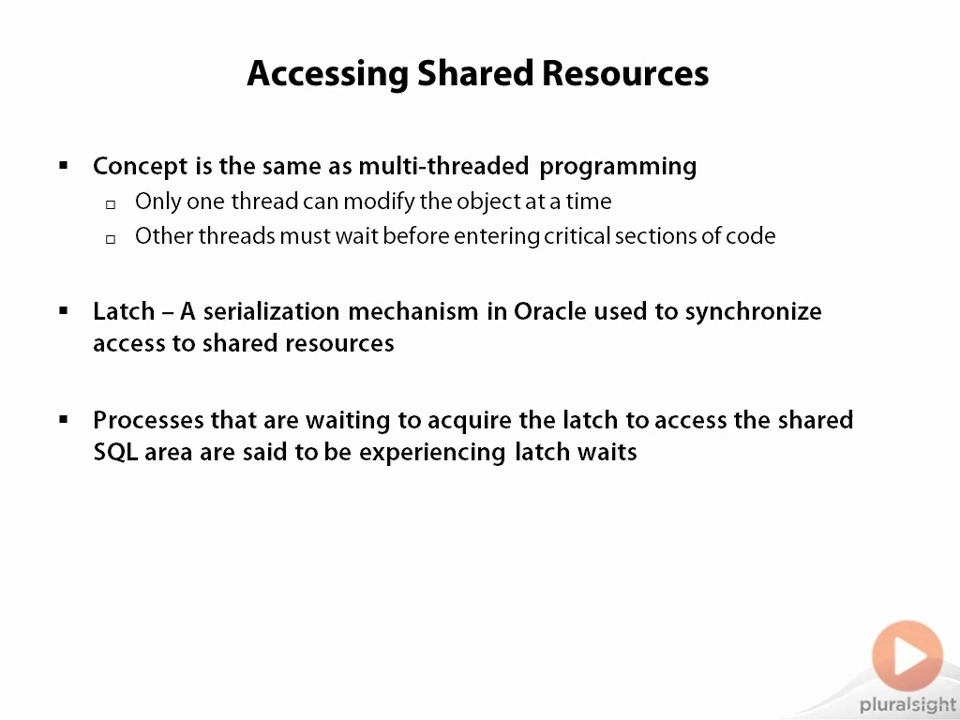 Accessing Shared Resources
Concept is the same as multi-threaded programming
Only one thread can modify the object at a time
Other threads must wait before entering critical sections of code
Latch – A serialization mechanism in Oracle used to synchronize
access to shared resources
Processes that are waiting to acquire the latch to access the shared
SQL area are said to be experiencing latch waits
pluralsight